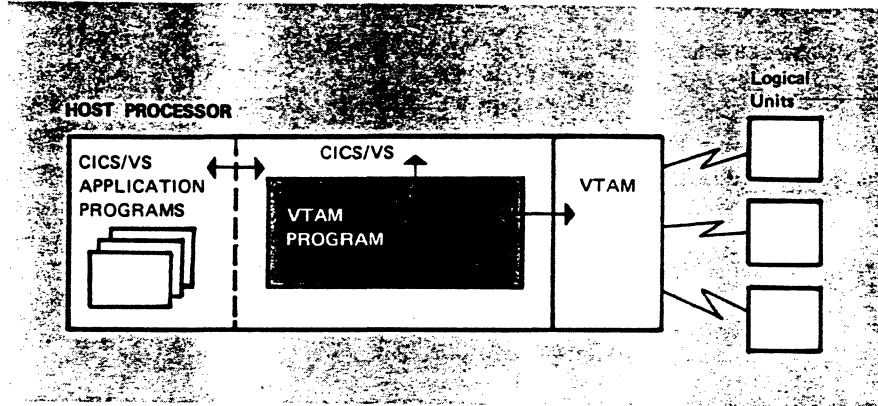 Logical
Units
HOST PROCESSOR
CICS/VS
APPLICATION
PROGRAMS
CICS/VS
VTAM
PROGRAM
VTAM